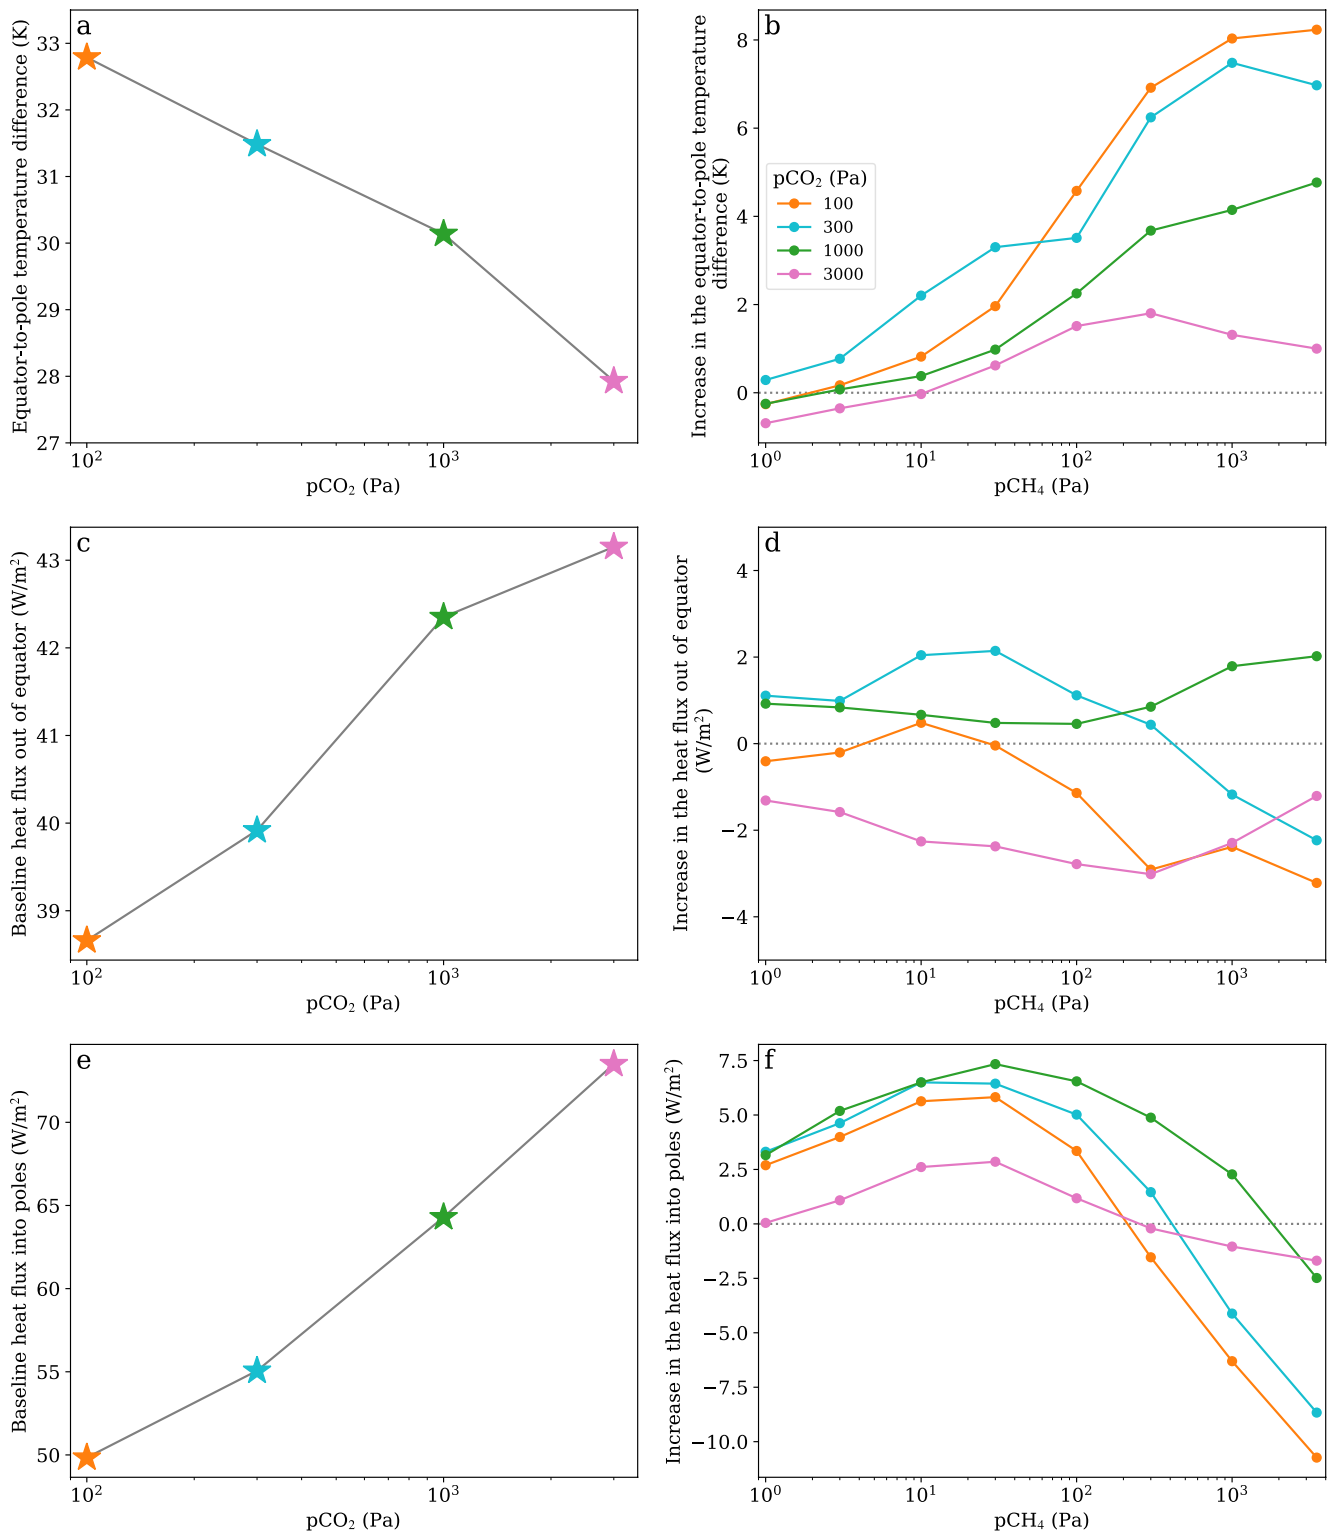 a
Equator-to-pole temperature difference (K)
33
32
31
30
29
28
27
10²
10³
pCO₂ (Pa)
b
Increase in the equator-to-pole temperature
difference (K)
8
6
4
2
0
pCO₂ (Pa)
100
300
1000
3000
10⁰
10¹
10²
10³
pCH₄ (Pa)
c
Baseline heat flux out of equator (W/m²)
43
42
41
40
39
10²
10³
pCO₂ (Pa)
d
Increase in the heat flux out of equator
(W/m²)
4
2
0
−2
−4
10⁰
10¹
10²
10³
pCH₄ (Pa)
e
Baseline heat flux into poles (W/m²)
70
65
60
55
50
10²
10³
pCO₂ (Pa)
f
Increase in the heat flux into poles (W/m²)
7.5
5.0
2.5
0.0
−2.5
−5.0
−7.5
−10.0
10⁰
10¹
10²
10³
pCH₄ (Pa)